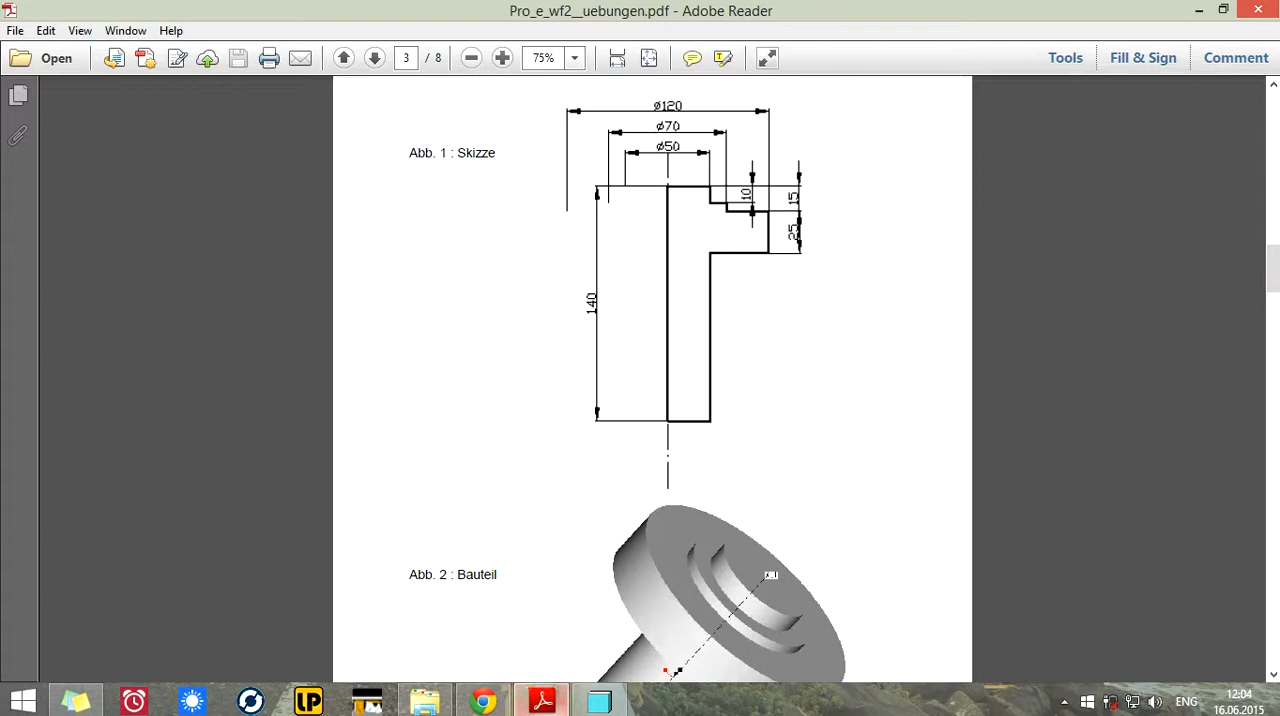 Pro_e_wf2__uebungen.pdf - Adobe Reader
File Edit View Window Help
Open 3 / 8 75% Tools Fill & Sign Comment
ø120
ø70
Abb. 1 : Skizze
ø50
10
15
25
140
Abb. 2 : Bauteil
LP
ENG
12:04
16.06.2015